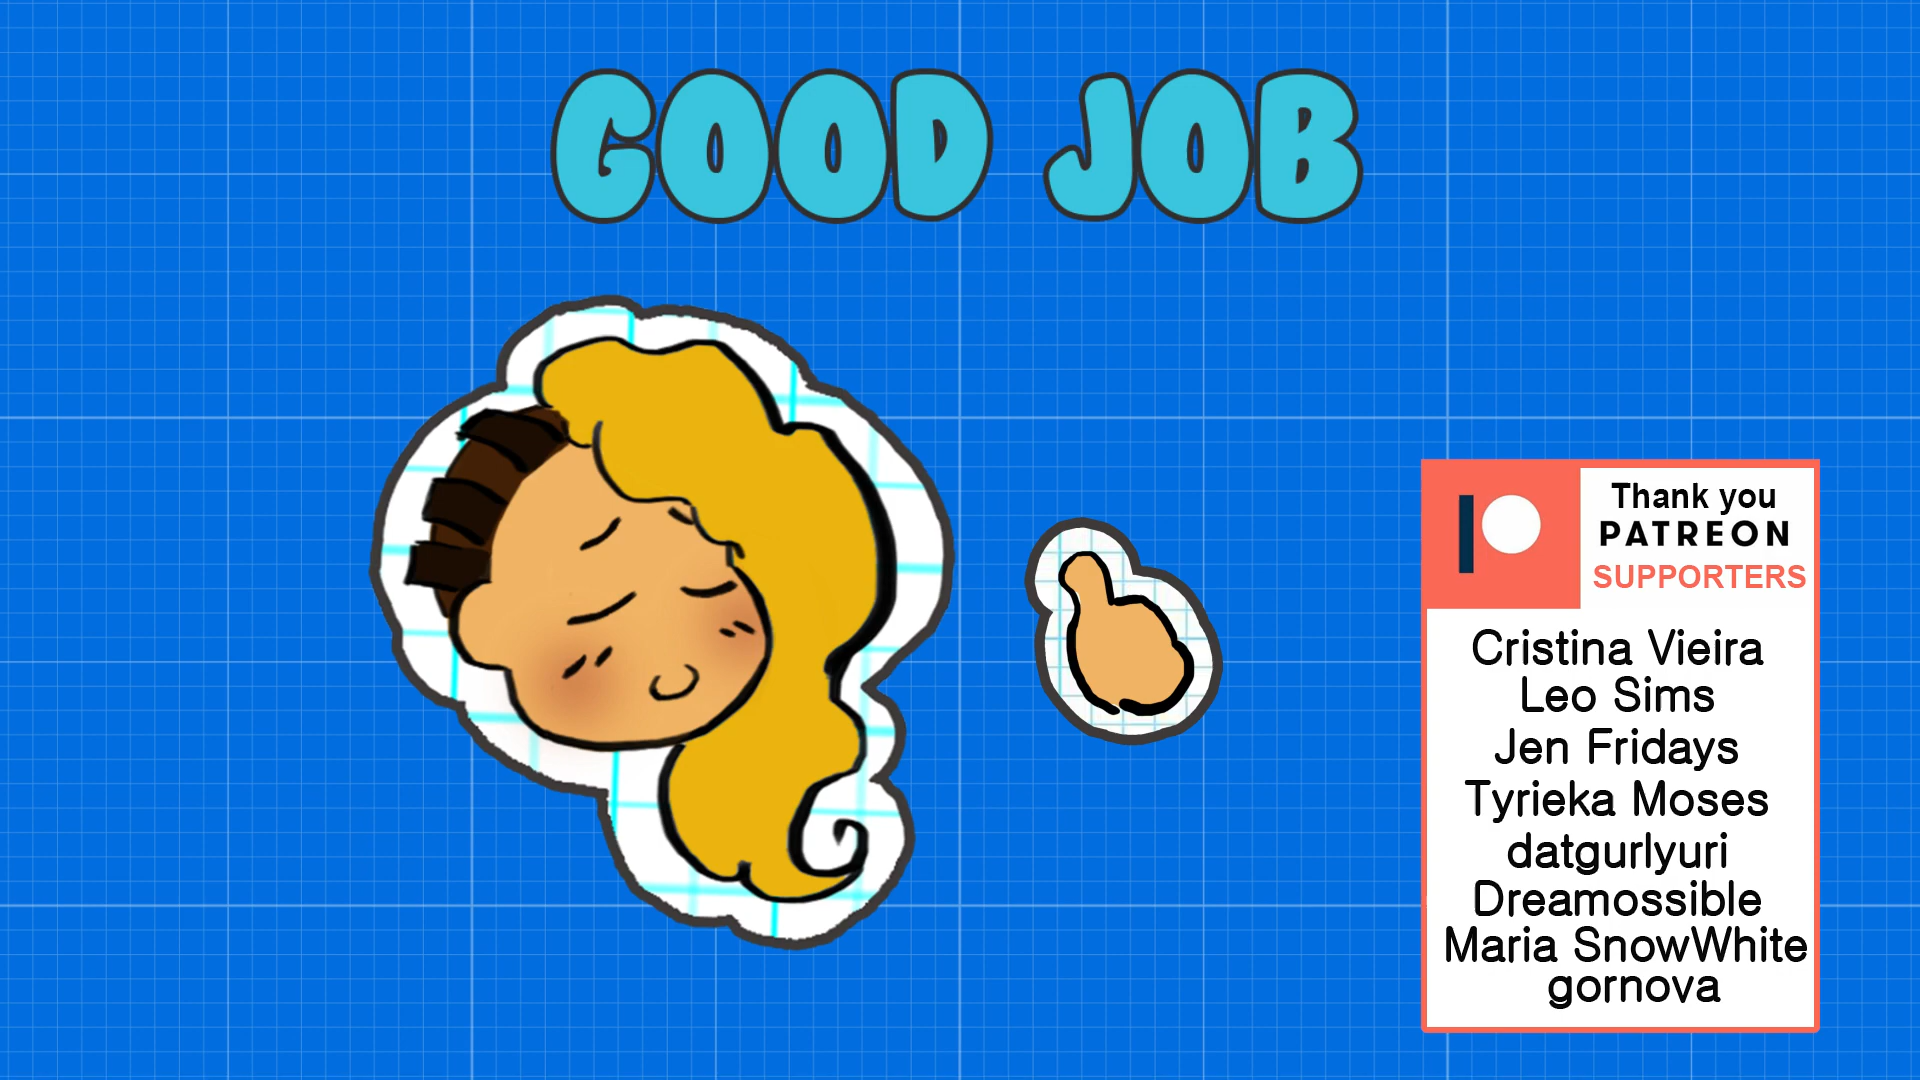 GOOD JOB
Thank you
PATREON
SUPPORTERS
Cristina Vieira
Leo Sims
Jen Fridays
Tyrieka Moses
datgurlyuri
Dreamossible
Maria SnowWhite
gornova